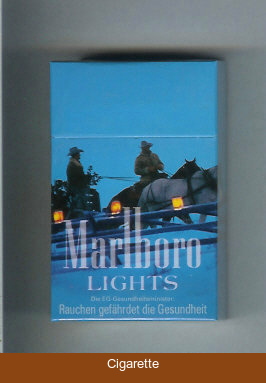 Marlboro
LIGHTS
Die EG-Gesundheitsminister:
Rauchen gefährdet die Gesundheit
Cigarette